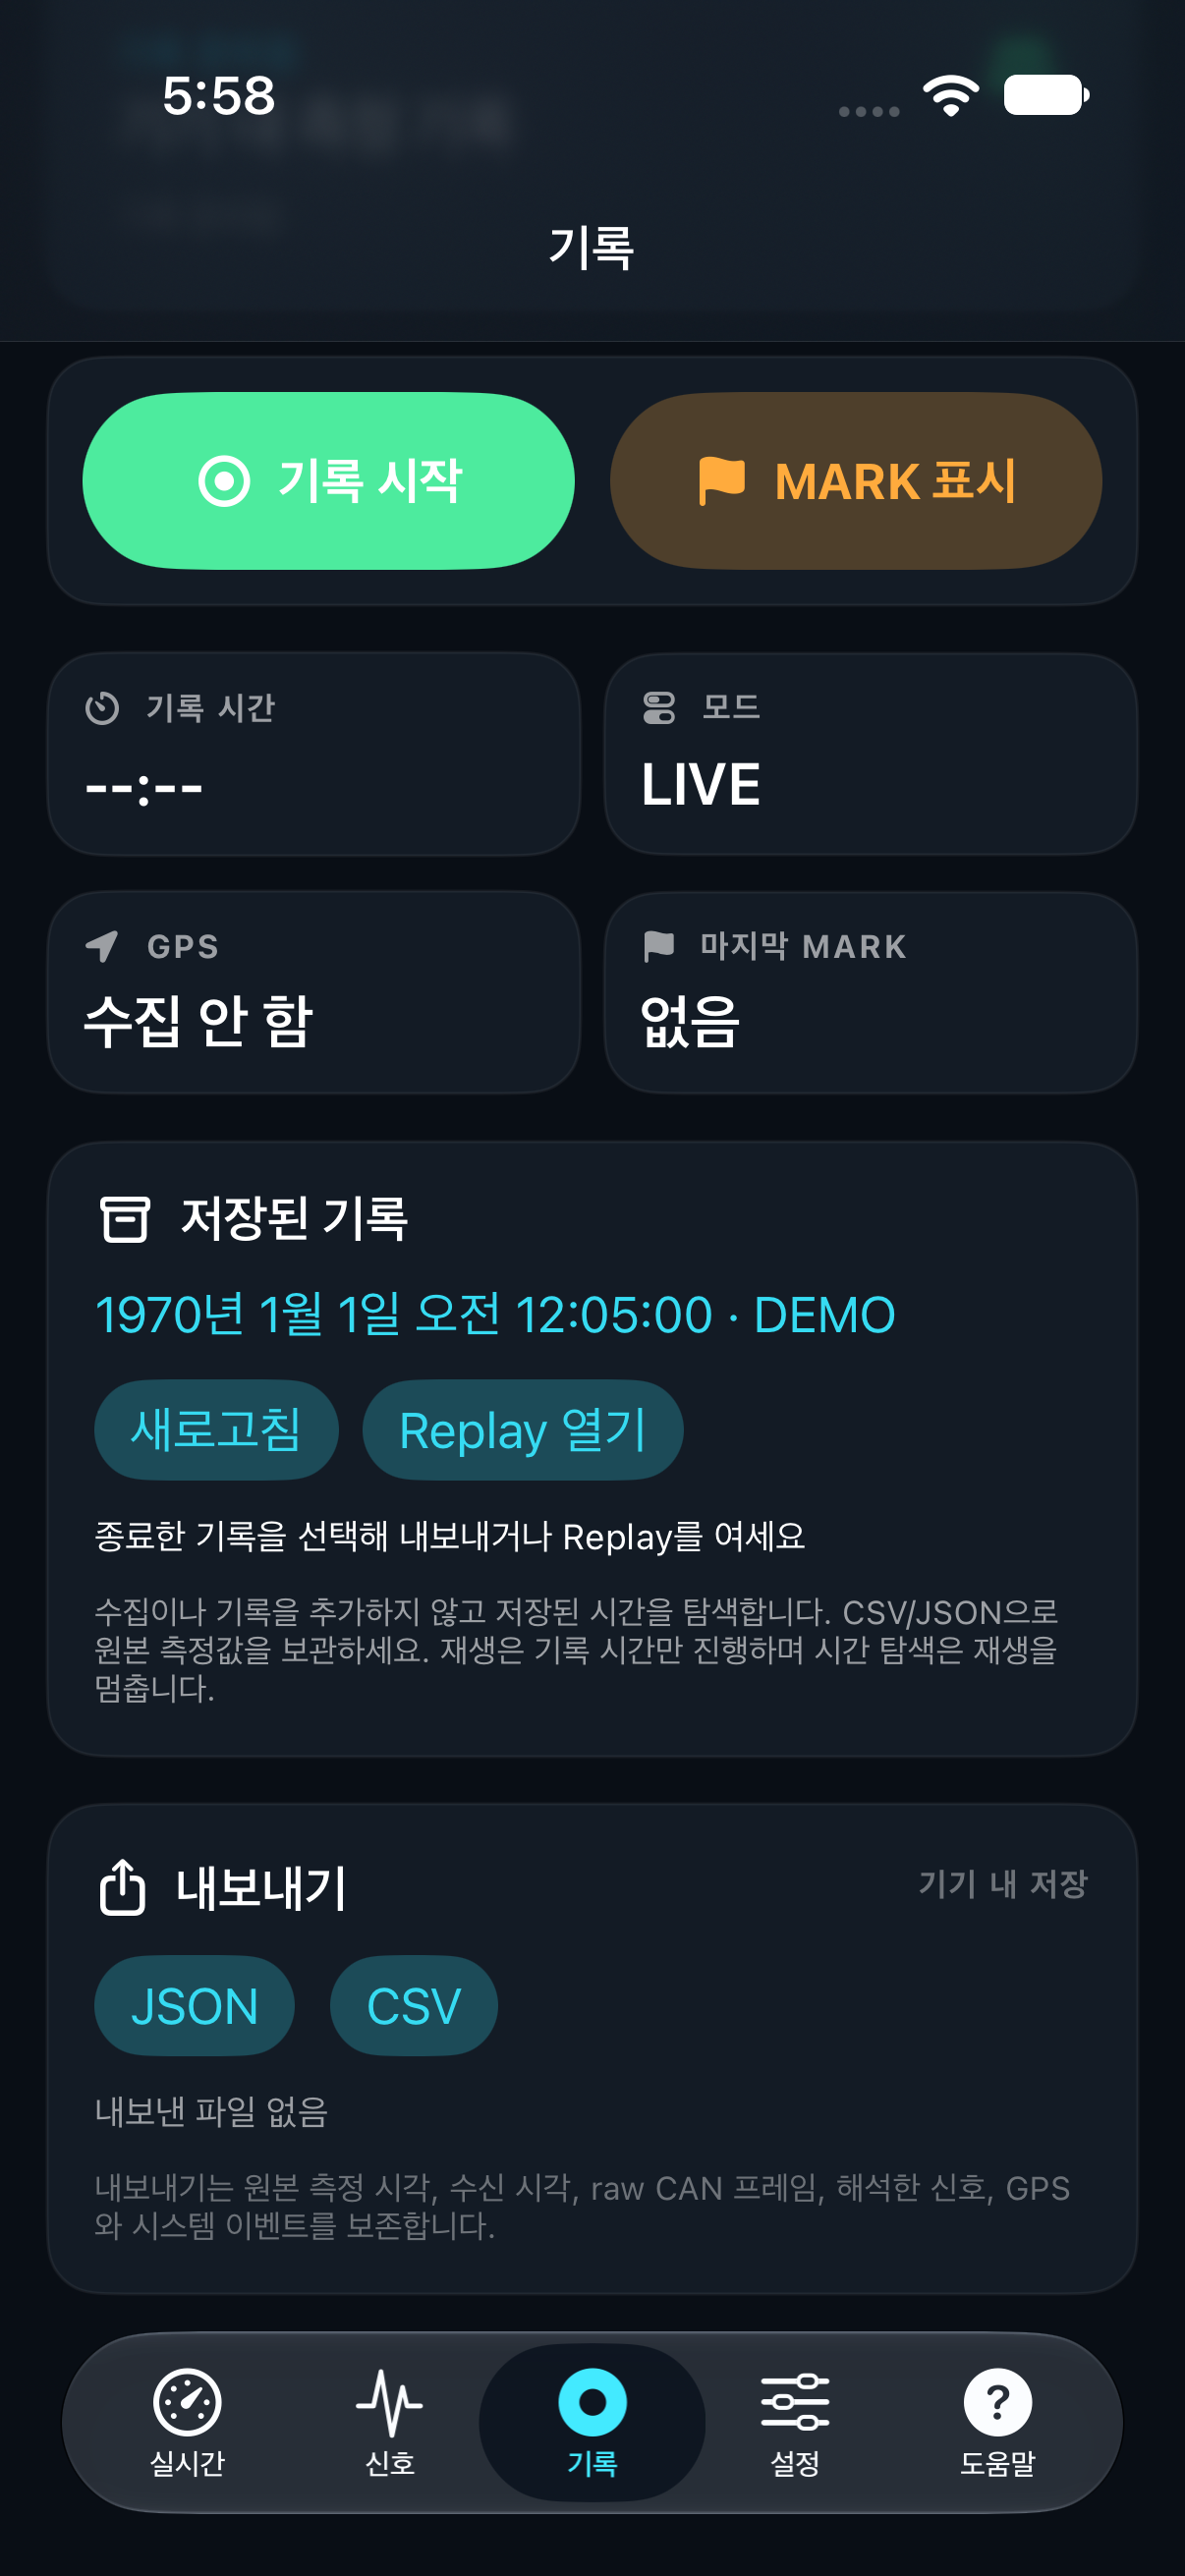 5:58
기록
기록 시작
MARK 표시
기록 시간
--:--
모드
LIVE
GPS
수집 안 함
마지막 MARK
없음
저장된 기록
1970년 1월 1일 오전 12:05:00 · DEMO
새로고침
Replay 열기
종료한 기록을 선택해 내보내거나 Replay를 여세요
수집이나 기록을 추가하지 않고 저장된 시간을 탐색합니다. CSV/JSON으로
원본 측정값을 보관하세요. 재생은 기록 시간만 진행하며 시간 탐색은 재생을
멈춥니다.
내보내기
기기 내 저장
JSON
CSV
내보낸 파일 없음
내보내기는 원본 측정 시각, 수신 시각, raw CAN 프레임, 해석한 신호, GPS
와 시스템 이벤트를 보존합니다.
실시간
신호
기록
설정
도움말